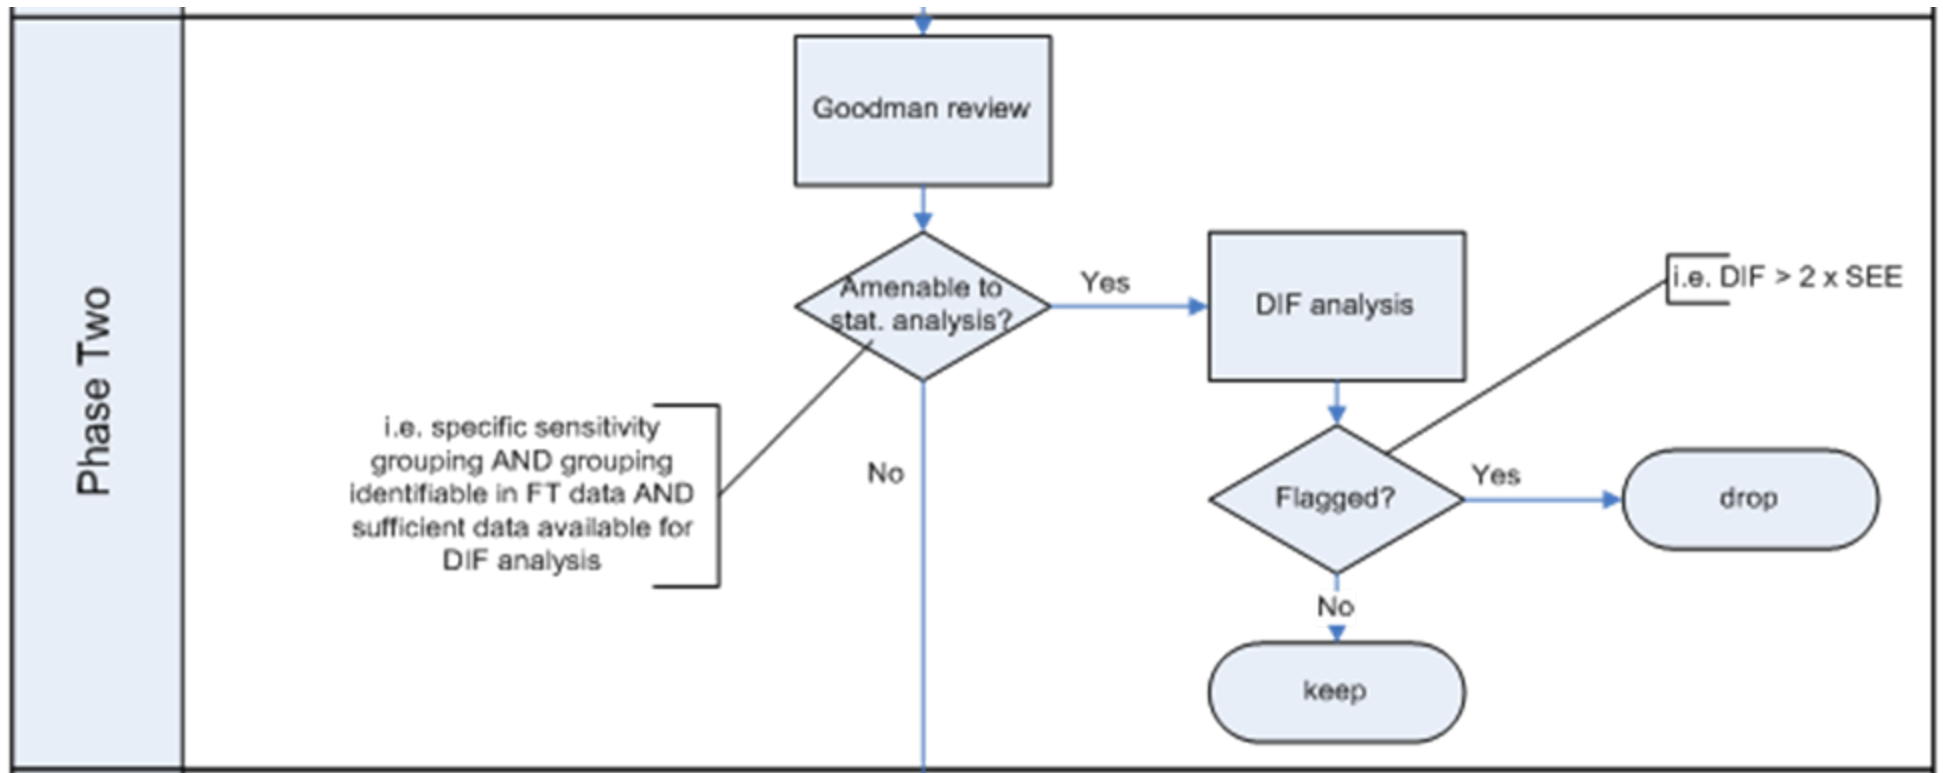 Phase Two
Goodman review
Amenable to
stat. analysis?
Yes
DIF analysis
i.e. DIF > 2 x SEE
i.e. specific sensitivity
grouping AND grouping
identifiable in FT data AND
sufficient data available for
DIF analysis
No
Flagged?
Yes
drop
No
keep